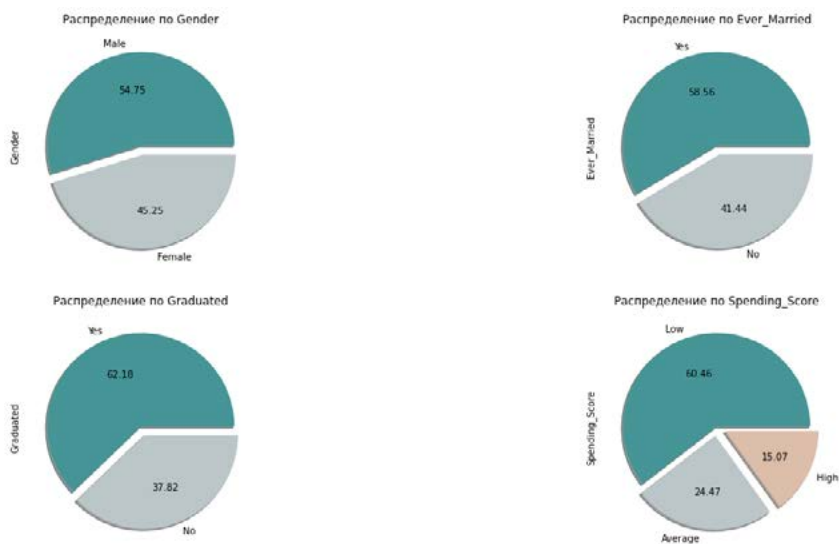 Распределение по Gender
Male
54.75
Gender
45.25
Female
Распределение по Ever_Married
Yes
58.56
Ever_Married
41.44
No
Распределение по Graduated
Yes
62.18
Graduated
37.82
No
Распределение по Spending_Score
Low
60.46
Spending_Score
15.07
High
24.47
Average